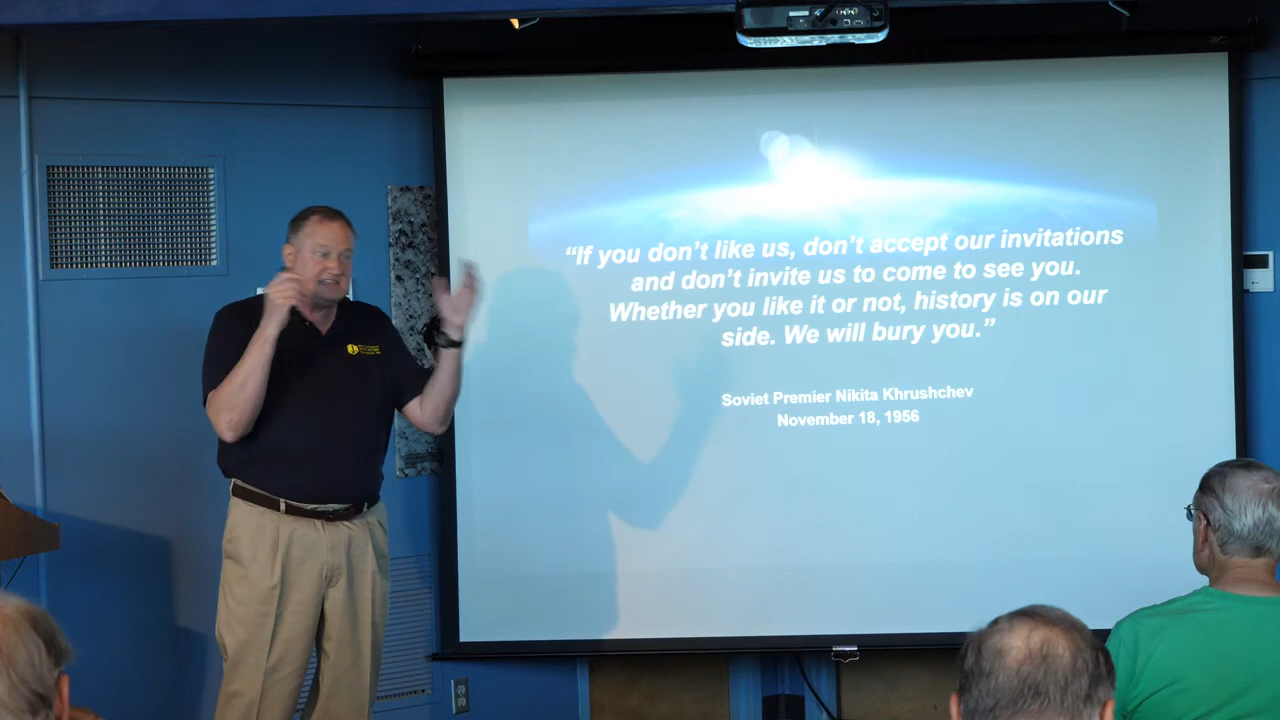 “If you don’t like us, don’t accept our invitations
and don’t invite us to come to see you.
Whether you like it or not, history is on our
side. We will bury you.”
Soviet Premier Nikita Khrushchev
November 18, 1956